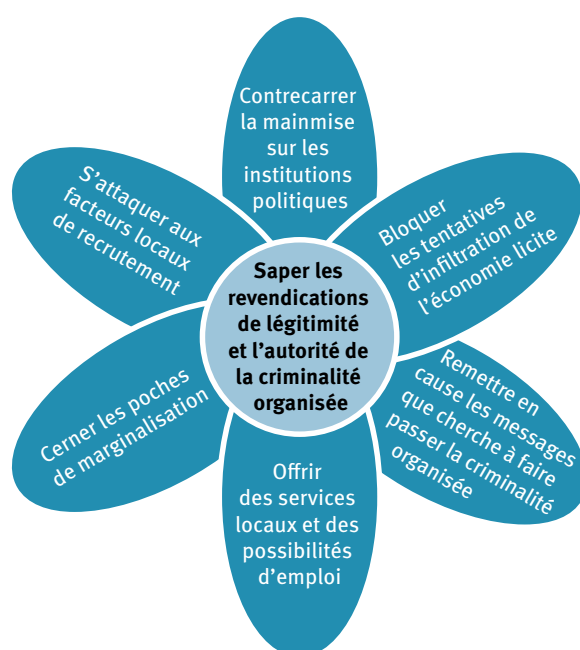 Contrecarrer
la mainmise
sur les
institutions
politiques
Bloquer
les tentatives
d'infiltration de
l'économie licite
Remettre en
cause les messages
que cherche à faire
passer la criminalité
organisée
Offrir
des services
locaux et des
possibilités
d'emploi
Cerner les poches
de marginalisation
S'attaquer aux
facteurs locaux
de recrutement
Saper les
revendications
de légitimité
et l'autorité de
la criminalité
organisée